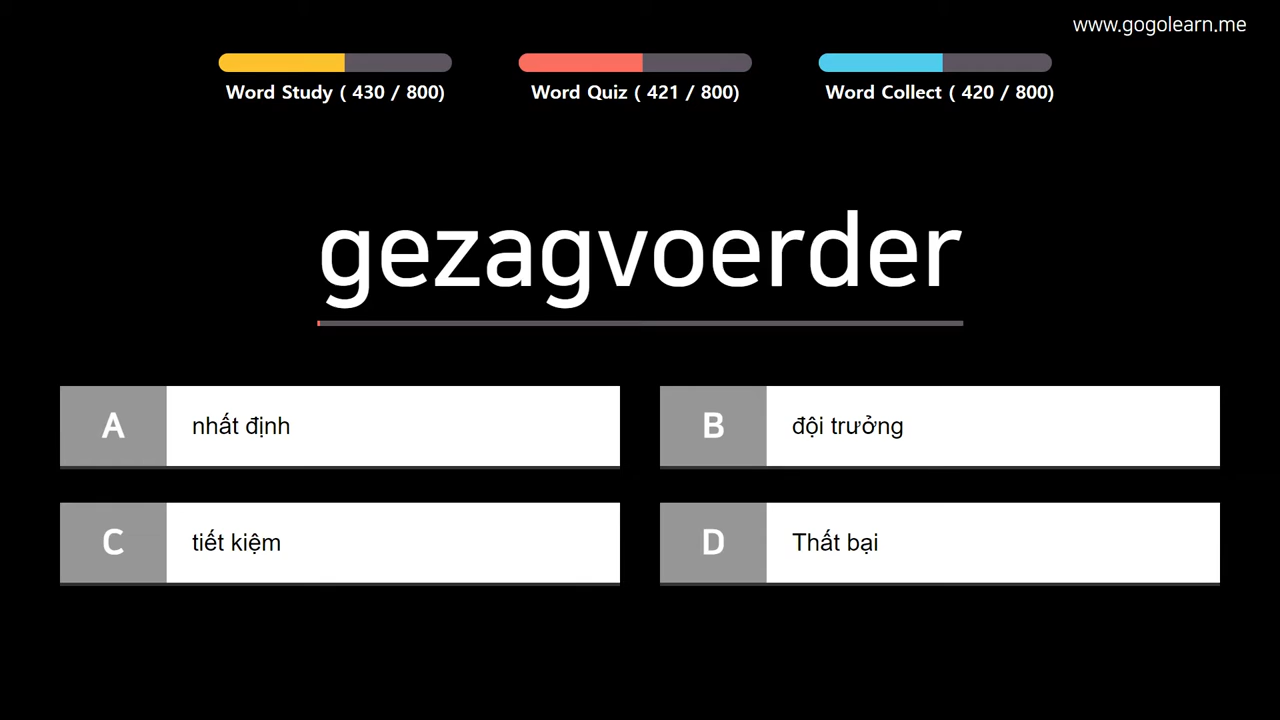 www.gogolearn.me
Word Study ( 430 / 800)
Word Quiz ( 421 / 800)
Word Collect ( 420 / 800)
gezagvoerder
A nhất định
B đội trưởng
C tiết kiệm
D Thất bại